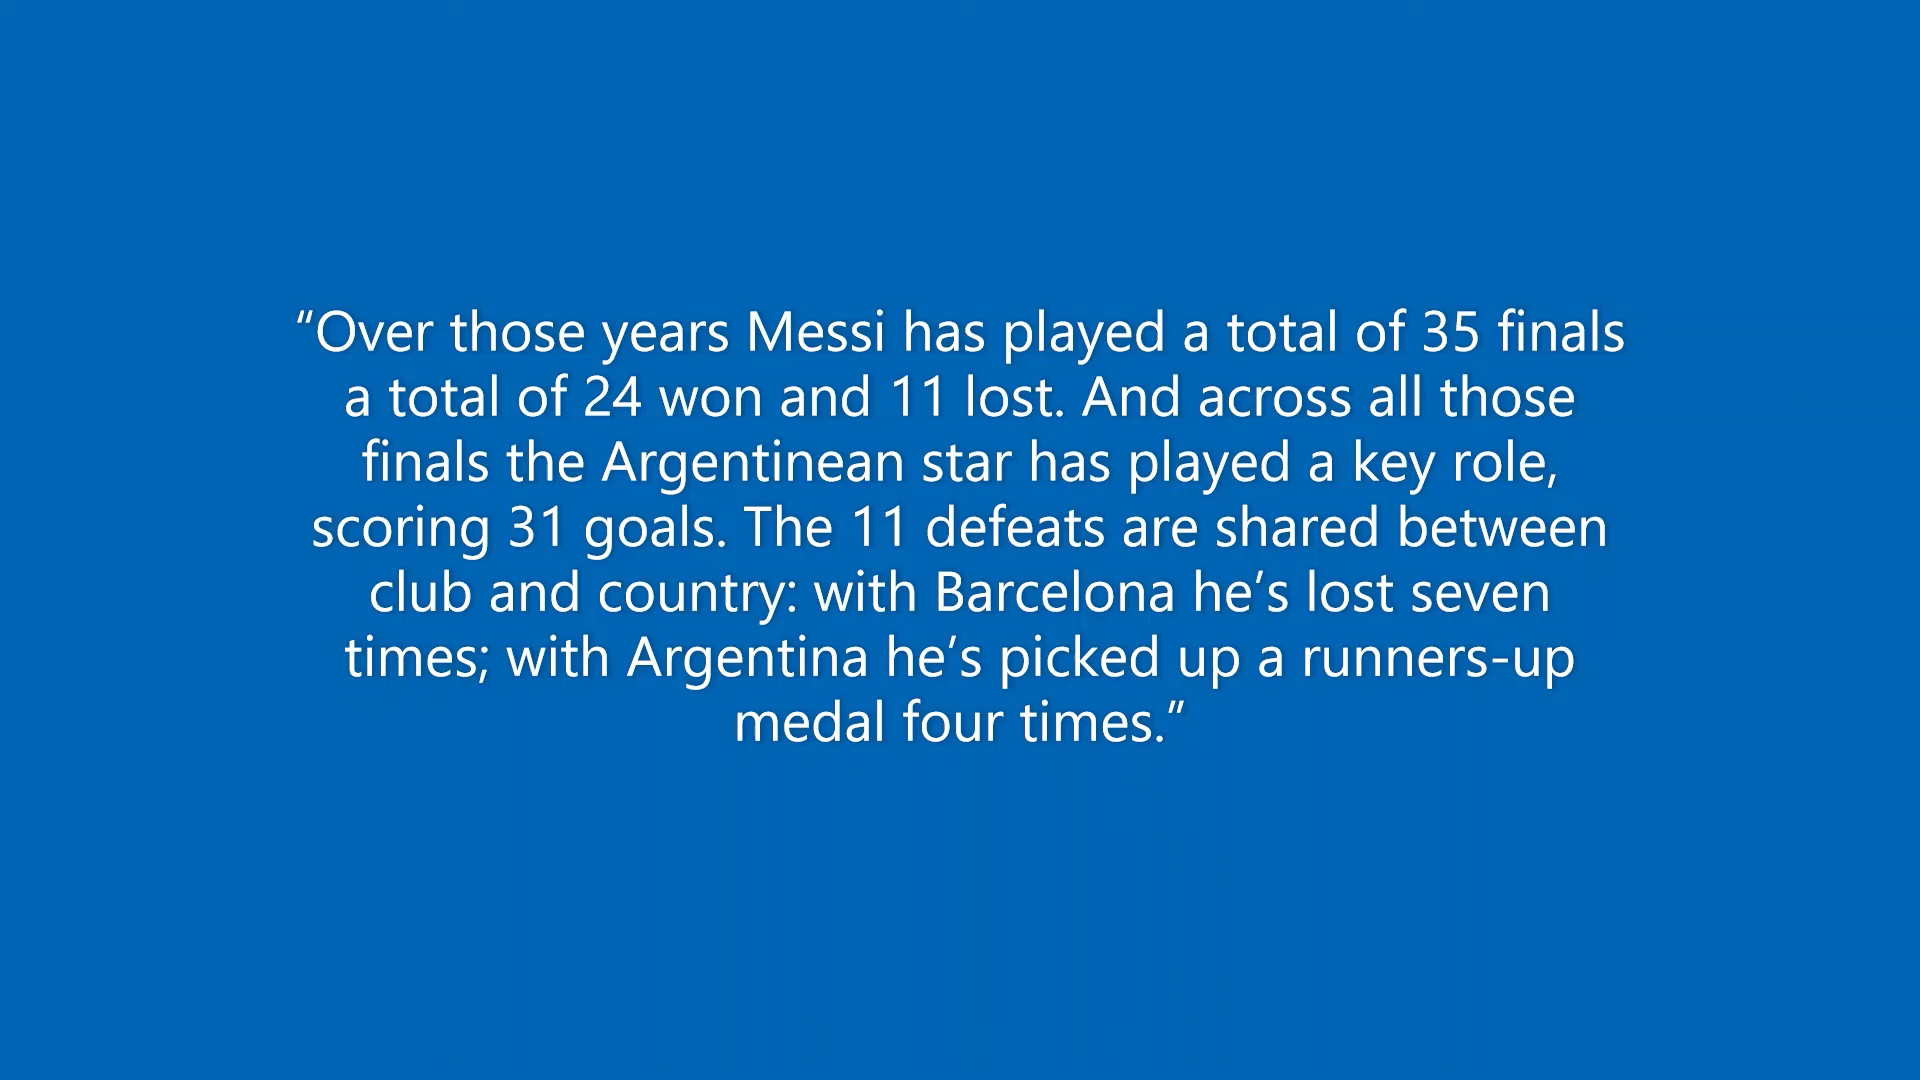 “Over those years Messi has played a total of 35 finals
a total of 24 won and 11 lost. And across all those
finals the Argentinean star has played a key role,
scoring 31 goals. The 11 defeats are shared between
club and country: with Barcelona he’s lost seven
times; with Argentina he’s picked up a runners-up
medal four times.”